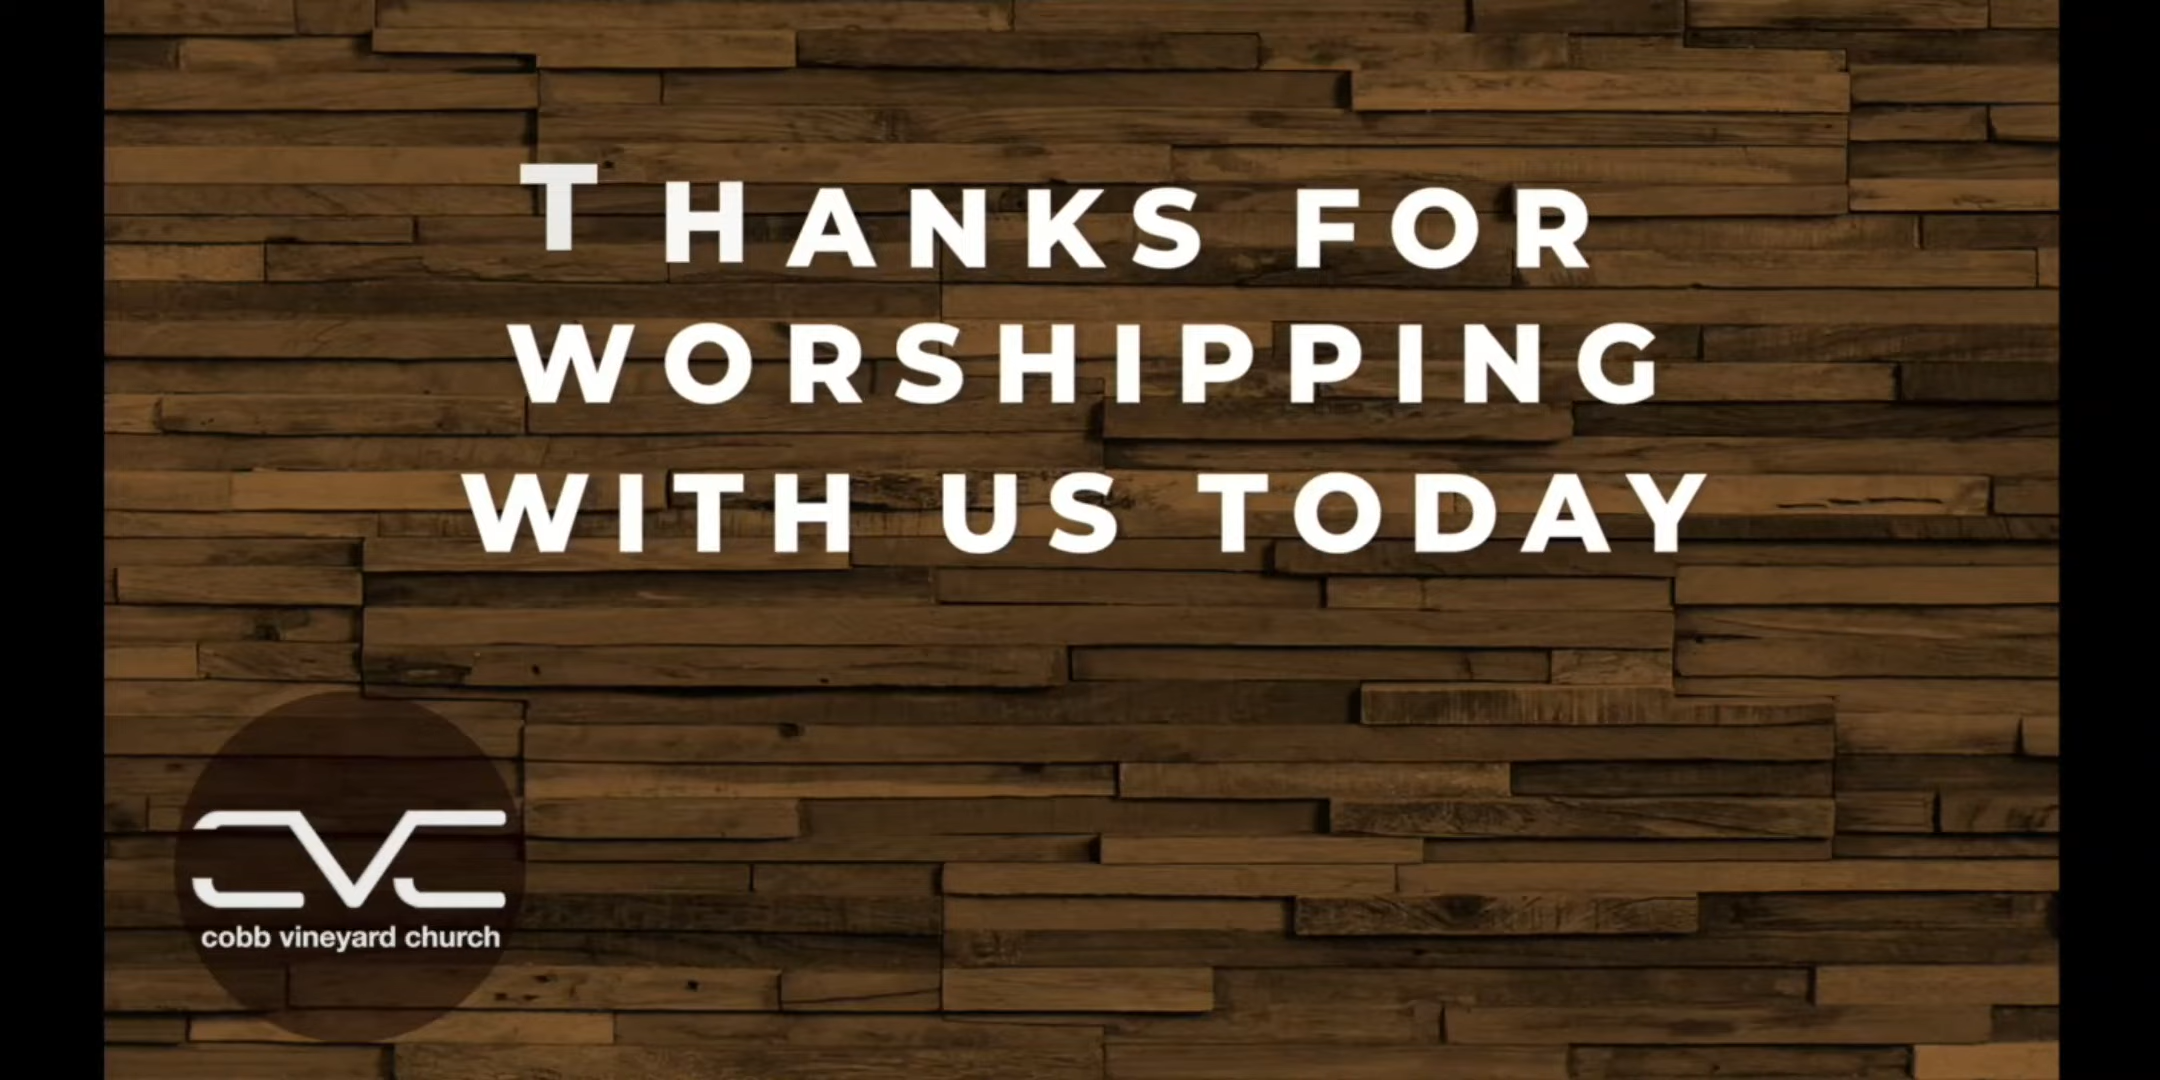 THANKS FOR
WORSHIPPING
WITH US TODAY
CVC
cobb vineyard church